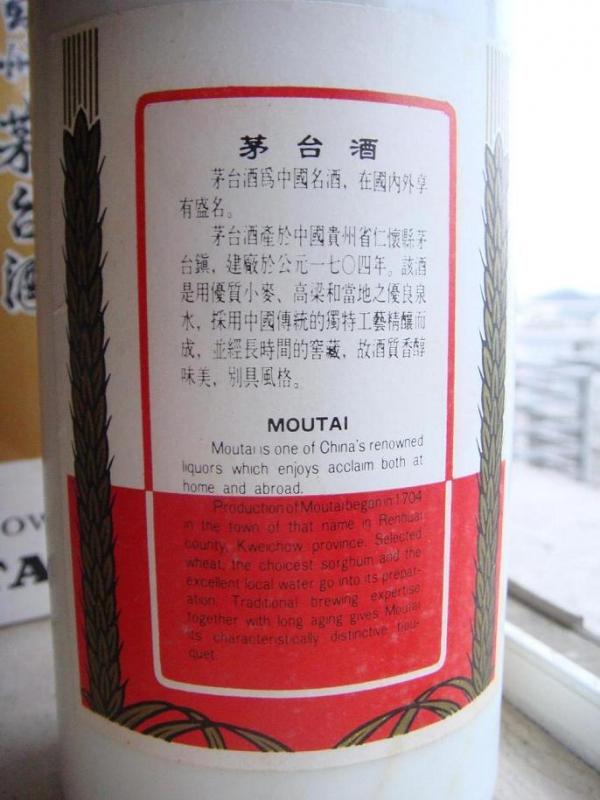 茅台酒
茅台酒為中國名酒，在國內外享
有盛名。
茅台酒產於中國貴州省仁懷縣茅
台鎮，建廠於公元一七〇四年。該酒
是用優質小麥、高梁和當地之優良泉
水，採用中國傳統的獨特工藝精釀而
成，並經長時間的窖藏，故酒質香醇
味美，別具風格。
MOUTAI
Moutai is one of China's renowned
liquors which enjoys acclaim both at
home and abroad.
Production of Moutai began in 1704
in the town of that name in Renhuai
county, Kweichow province. Selected
wheat, the choicest sorghum and the
excellent local water go into its prepar-
ation. Traditional brewing expertise
together with long aging gives Moutai
its characteristically distinctive bou-
quet.
州茅台酒
OW
TA